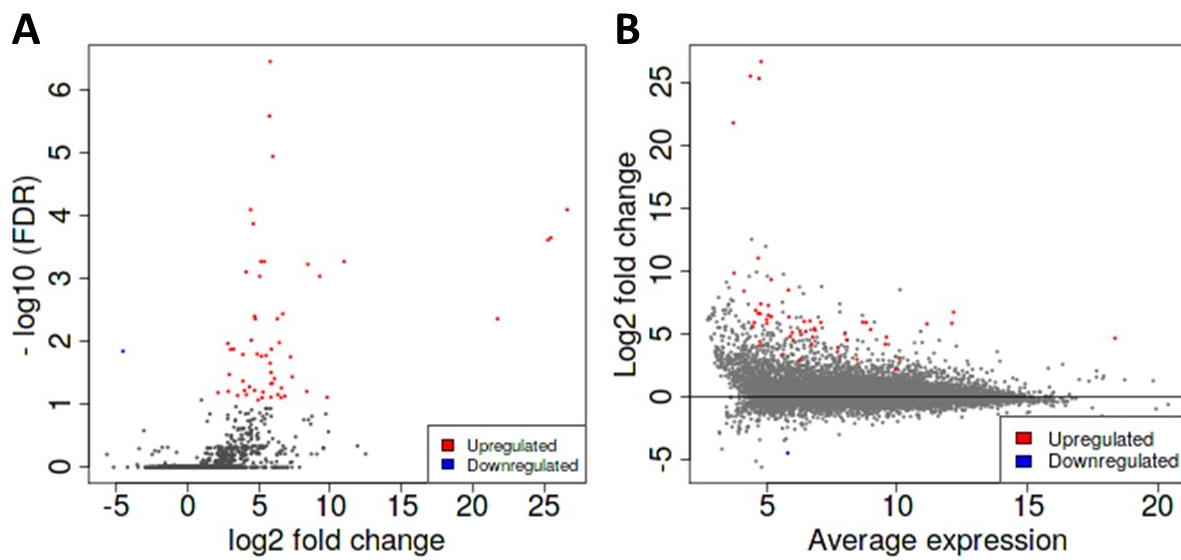 A
- log10 (FDR)
6
5
4
3
2
1
0
-5 0 5 10 15 20 25
log2 fold change
Upregulated
Downregulated
B
Log2 fold change
25
20
15
10
5
0
-5
5 10 15 20
Average expression
Upregulated
Downregulated